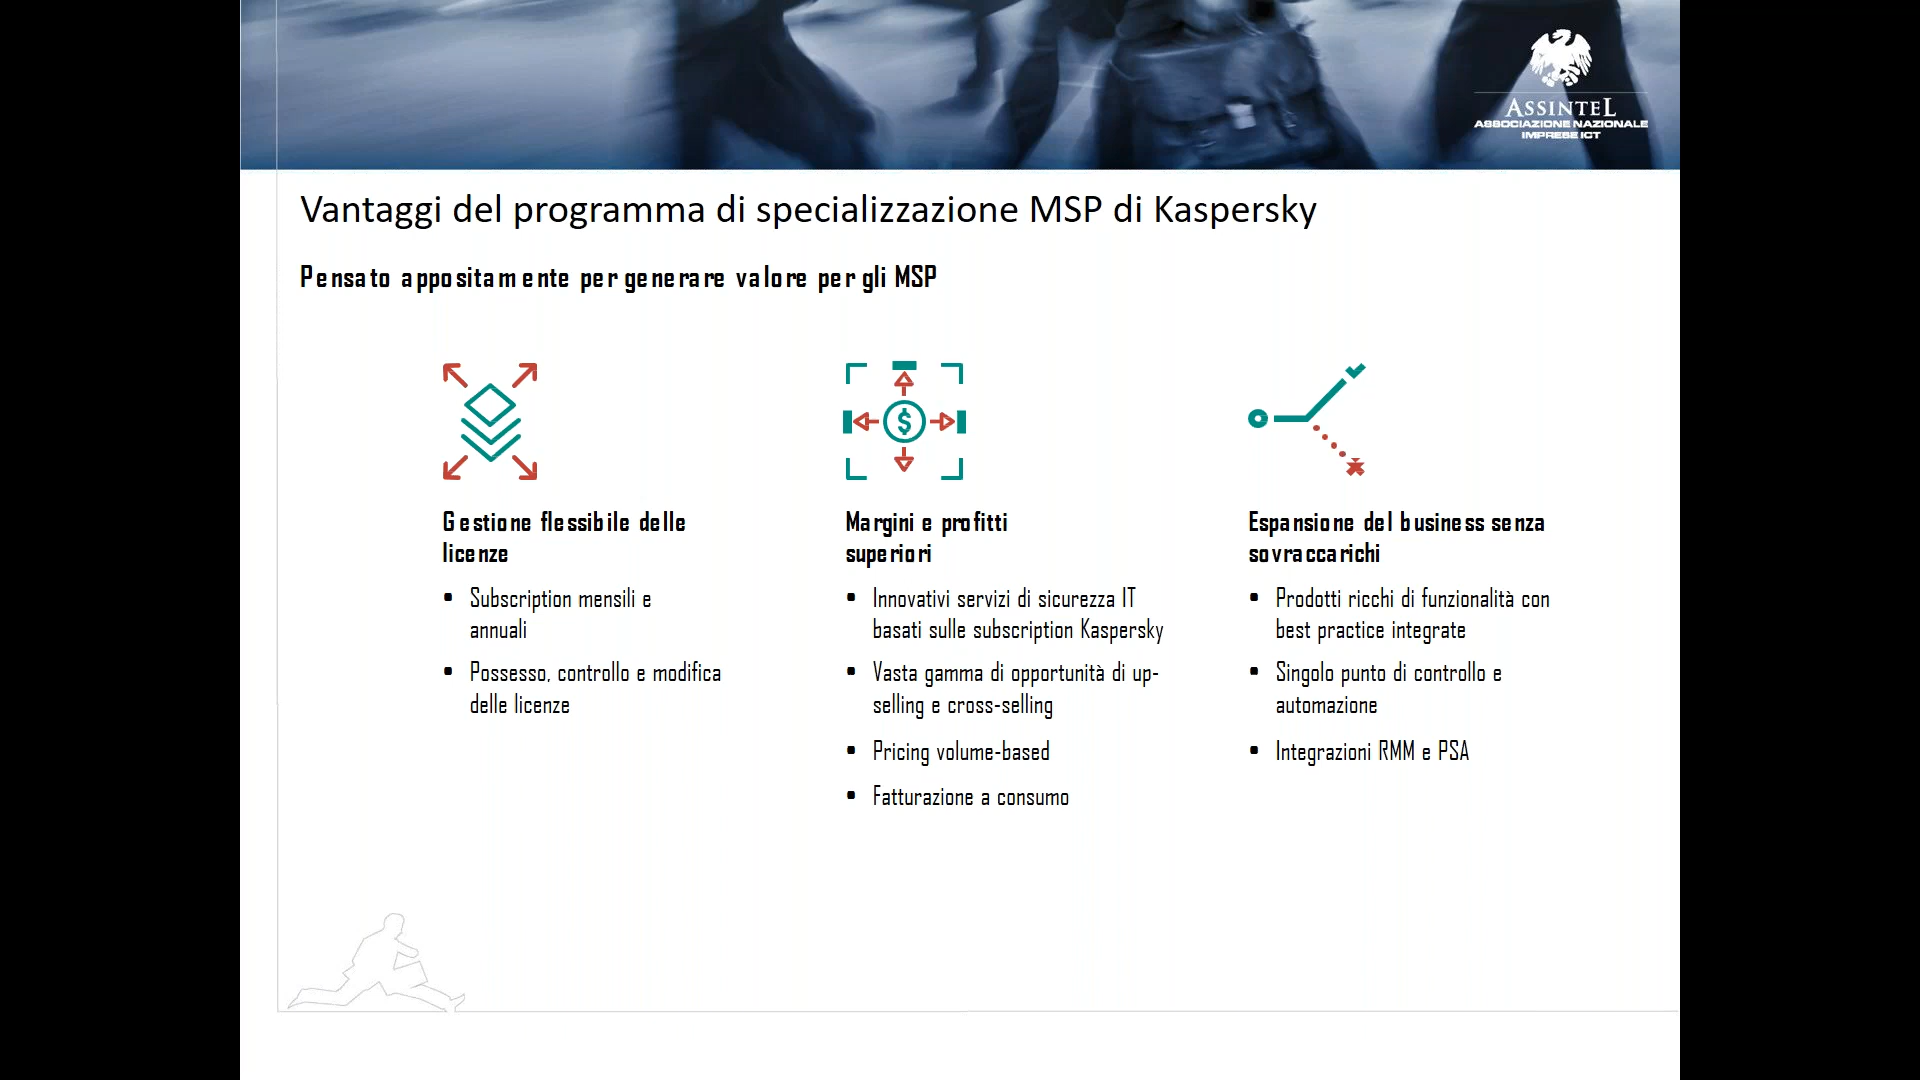 ASSINTEL
ASSOCIAZIONE NAZIONALE
IMPRESE ICT
Vantaggi del programma di specializzazione MSP di Kaspersky
Pensato appositamente per generare valore per gli MSP
Gestione flessibile delle
licenze
• Subscription mensili e
annuali
• Possesso, controllo e modifica
delle licenze
$
Margini e profitti
superiori
• Innovativi servizi di sicurezza IT
basati sulle subscription Kaspersky
• Vasta gamma di opportunità di up-
selling e cross-selling
• Pricing volume-based
• Fatturazione a consumo
Espansione del business senza
sovraccarichi
• Prodotti ricchi di funzionalità con
best practice integrate
• Singolo punto di controllo e
automazione
• Integrazioni RMM e PSA